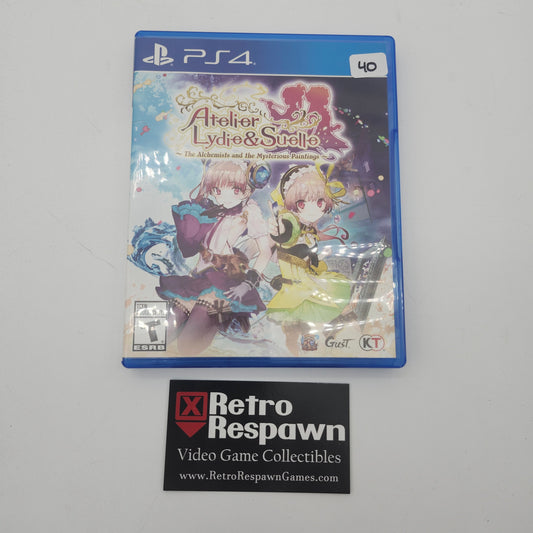 PS4
40
Atelier
Lydie & Suelle
~The Alchemists and the Mysterious Paintings~
T
ESRB
GUST
KT
Retro
Respawn
Video Game Collectibles
www.RetroRespawnGames.com